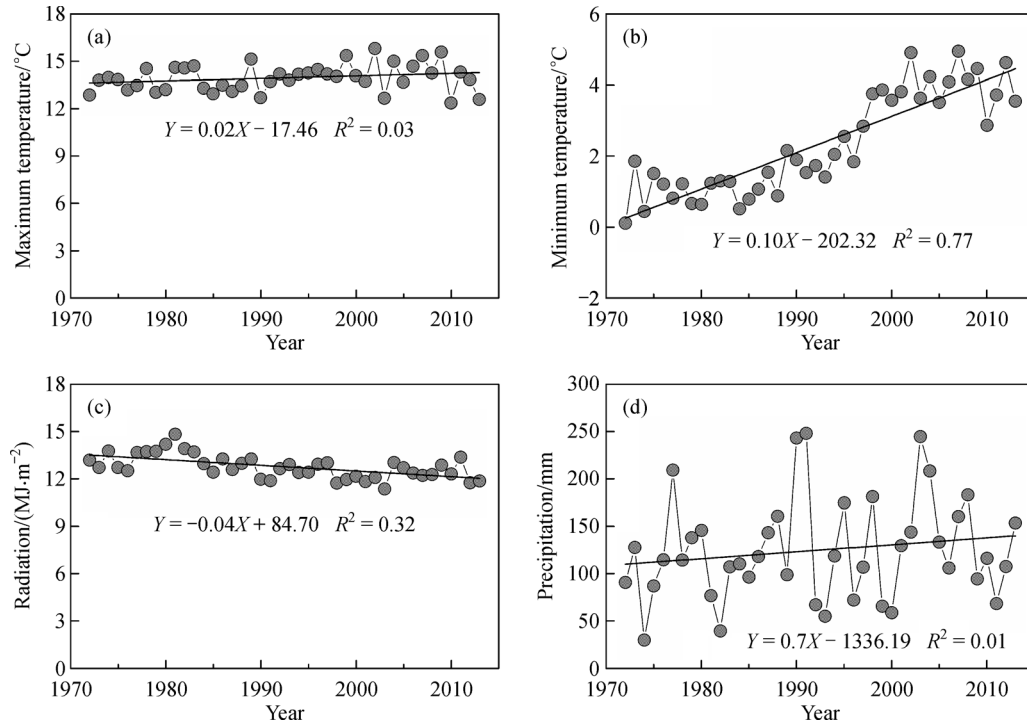 (a)
Maximum temperature/°C
18
15
12
9
6
3
0
Y = 0.02X − 17.46 R² = 0.03
1970 1980 1990 2000 2010
Year
(b)
Minimum temperature/°C
6
4
2
0
−2
Y = 0.10X − 202.32 R² = 0.77
1970 1980 1990 2000 2010
Year
(c)
Radiation/(MJ·m⁻²)
18
15
12
9
6
3
0
Y = −0.04X + 84.70 R² = 0.32
1970 1980 1990 2000 2010
Year
(d)
Precipitation/mm
300
250
200
150
100
50
0
Y = 0.7X − 1336.19 R² = 0.01
1970 1980 1990 2000 2010
Year